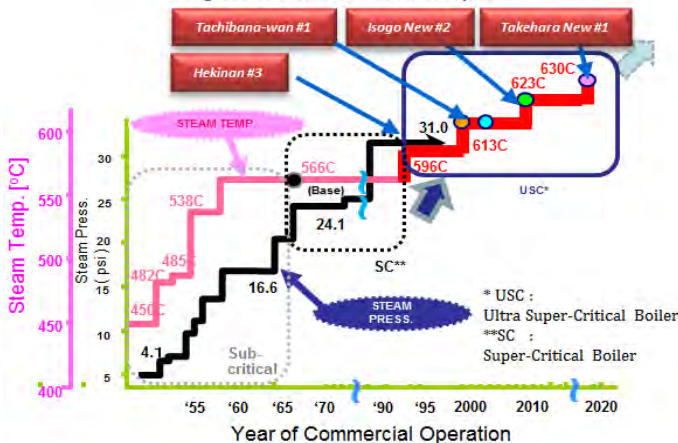 Tachibana-wan #1
Isogo New #2
Takehara New #1
Hekinan #3
630C
623C
613C
596C
31.0
STEAM TEMP.
566C
(Base)
24.1
538C
485C
482C
450C
16.6
4.1
SC**
USC*
STEAM
PRESS.
Sub-
critical
* USC :
Ultra Super-Critical Boiler
**SC :
Super-Critical Boiler
Steam Temp. [ºC]
600
550
500
450
400
Steam Press.
( psi )
30
25
20
15
10
5
'55
'60
'65
'70
'90
'95
2000
2010
2020
Year of Commercial Operation